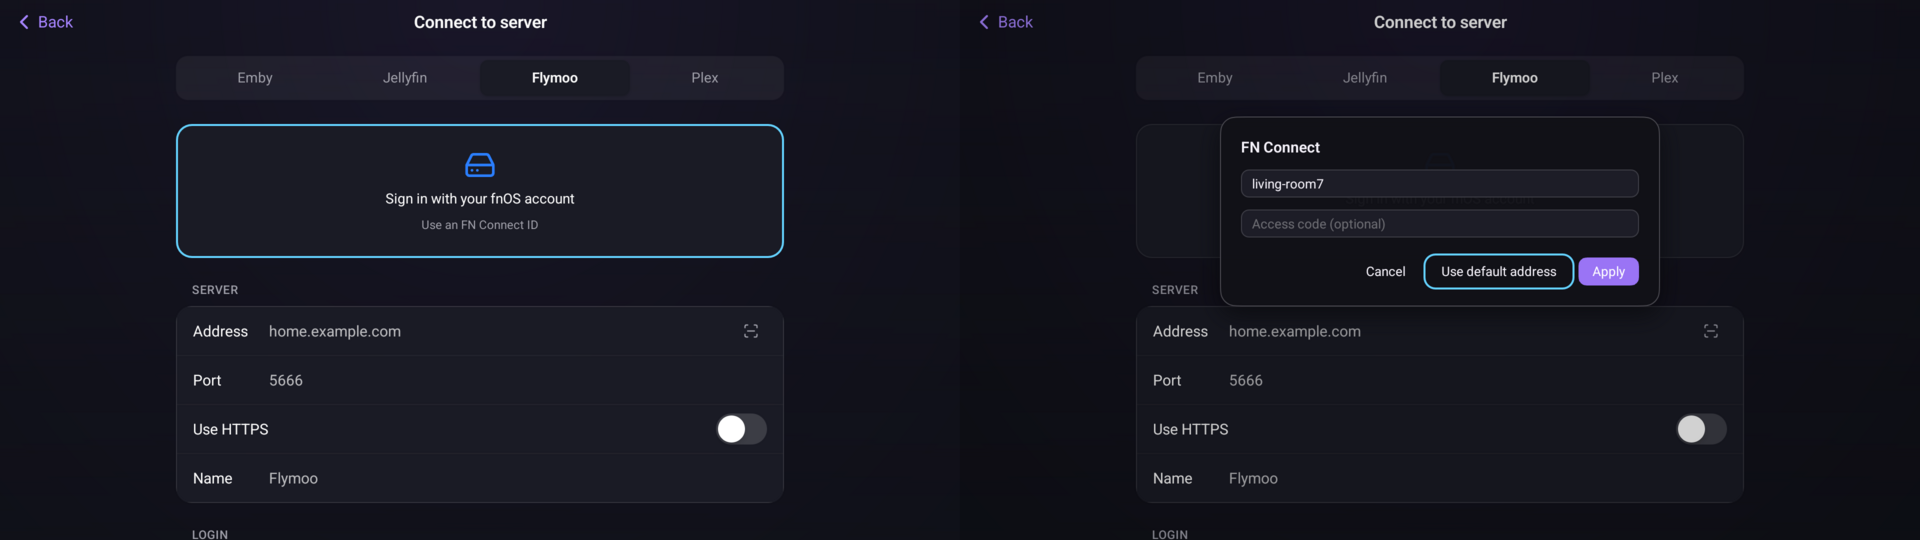 Back
Connect to server
Emby
Jellyfin
Flymoo
Plex
Sign in with your fnOS account
Use an FN Connect ID
SERVER
Address home.example.com
Port 5666
Use HTTPS
Name Flymoo
LOGIN
Back
Connect to server
Emby
Jellyfin
Flymoo
Plex
FN Connect
living-room7
Access code (optional)
Cancel
Use default address
Apply
SERVER
Address home.example.com
Port 5666
Use HTTPS
Name Flymoo
LOGIN